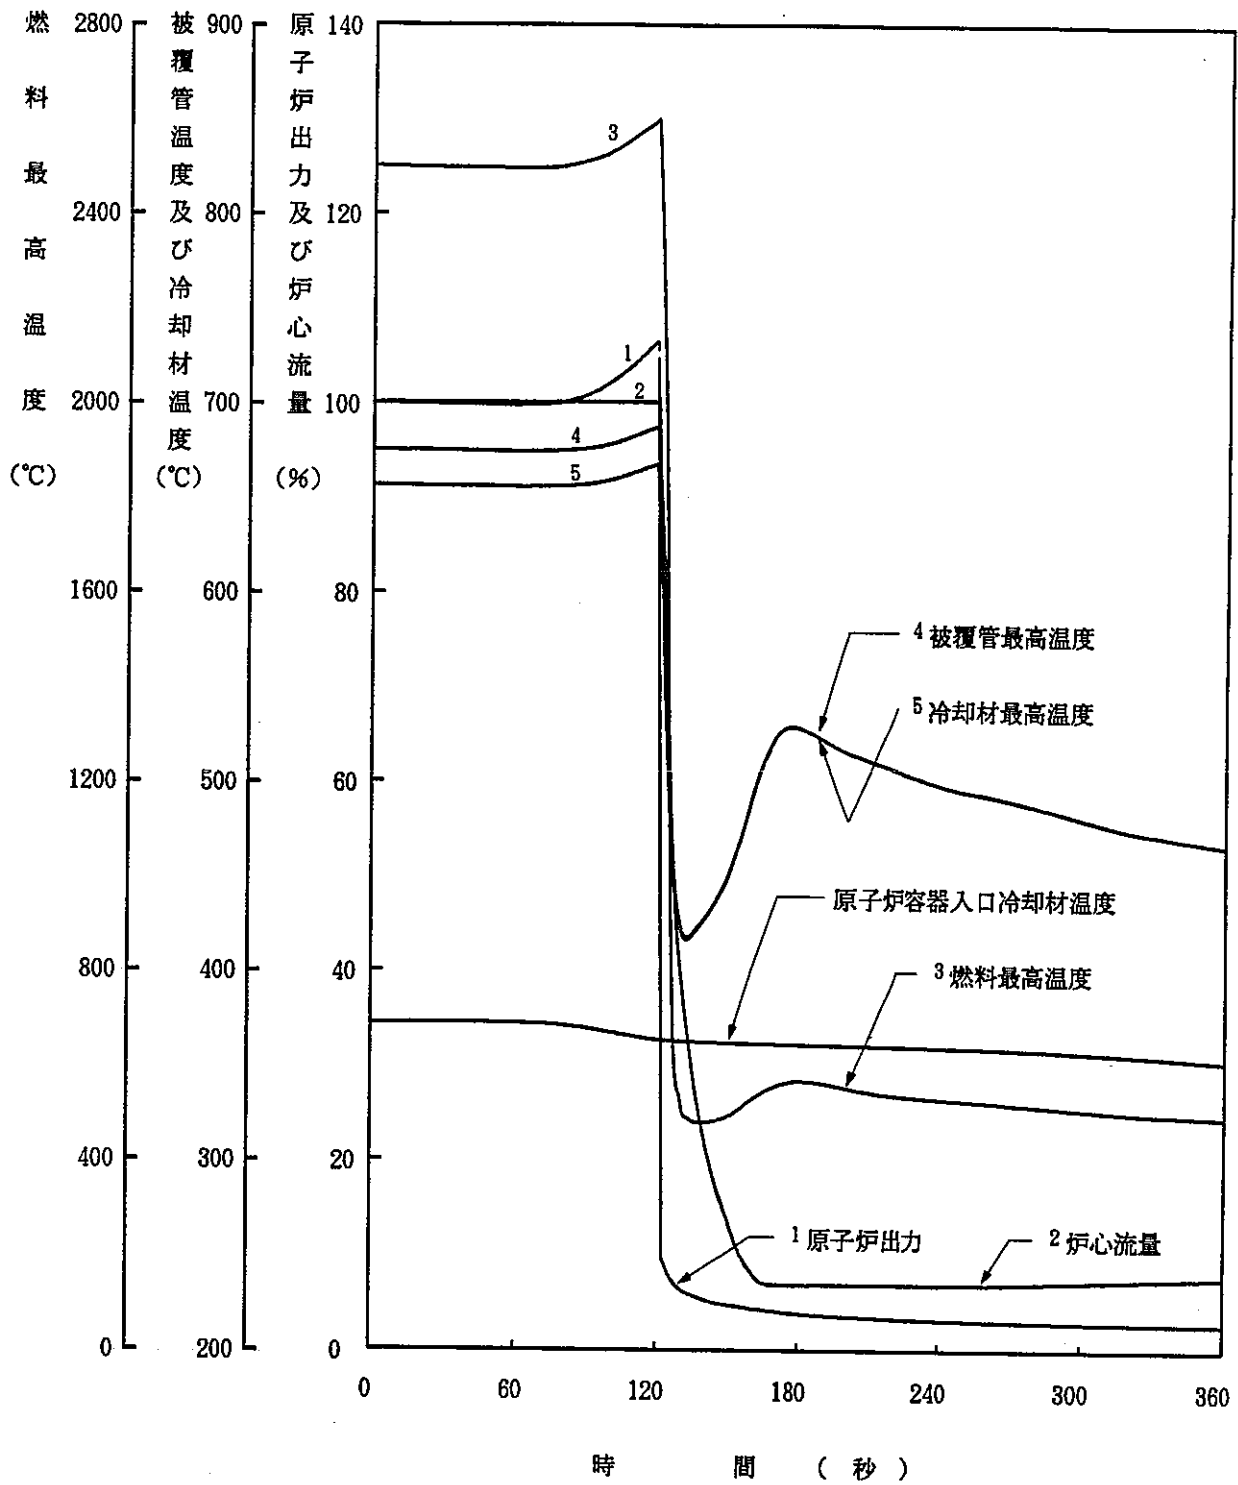 燃料最高温度
(℃)
2800
2400
2000
1600
1200
800
400
0
被覆管温度及び冷却材温度
(℃)
900
800
700
600
500
400
300
200
原子炉出力及び炉心流量
(%)
140
120
100
80
60
40
20
0
3
1
2
4
5
4 被覆管最高温度
5 冷却材最高温度
原子炉容器入口冷却材温度
3 燃料最高温度
1 原子炉出力
2 炉心流量
0 60 120 180 240 300 360
時間(秒)